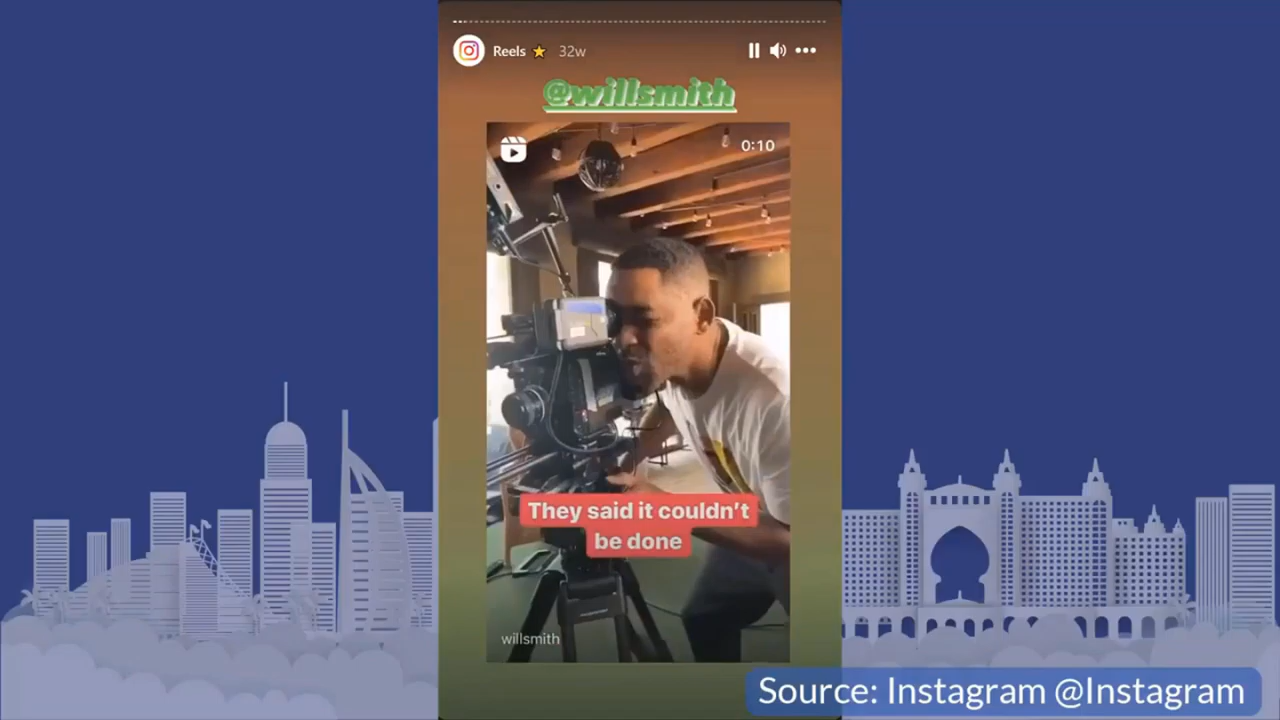 Reels ⭐ 32w
@willsmith
0:10
They said it couldn't
be done
willsmith
Source: Instagram @Instagram